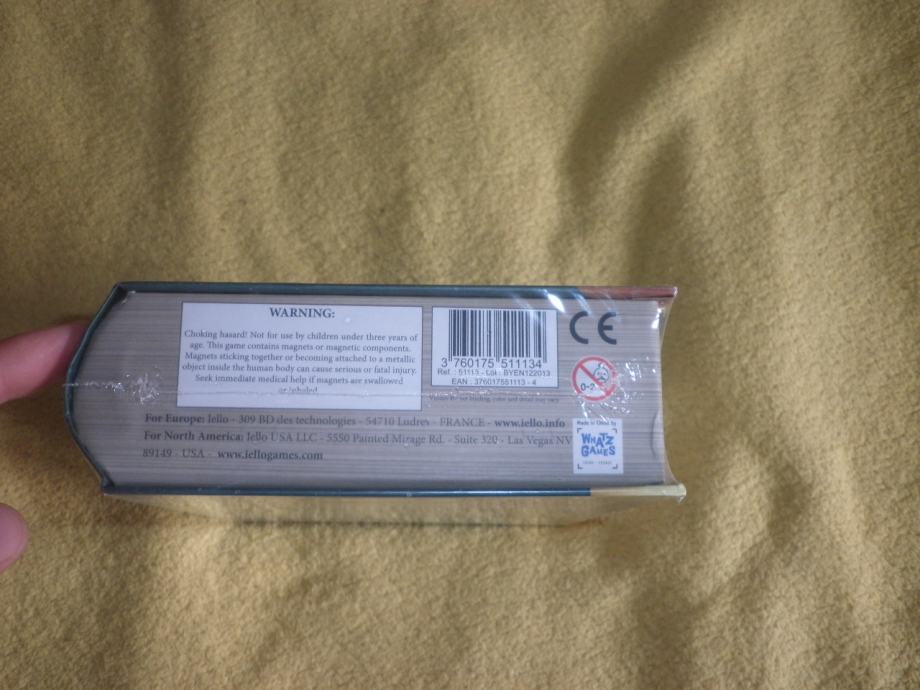 WARNING:
Choking hasard! Not for use by children under three years of
age. This game contains magnets or magnetic components.
Magnets sticking together or becoming attached to a metallic
object inside the human body can cause serious or fatal injury.
Seek immediate medical help if magnets are swallowed
or inhaled
3 760175 511134
Ref. : 51113 - Lot : BYEN122013
EAN : 376017551113 - 4
CE
0-3
For Europe: Iello - 309 BD des technologies - 54710 Ludres - FRANCE - www.iello.info
For North America: Iello USA LLC - 5550 Painted Mirage Rd. - Suite 320 - Las Vegas NV
89149 - USA - www.iellogames.com
Made in China by
WHATZ
GAMES